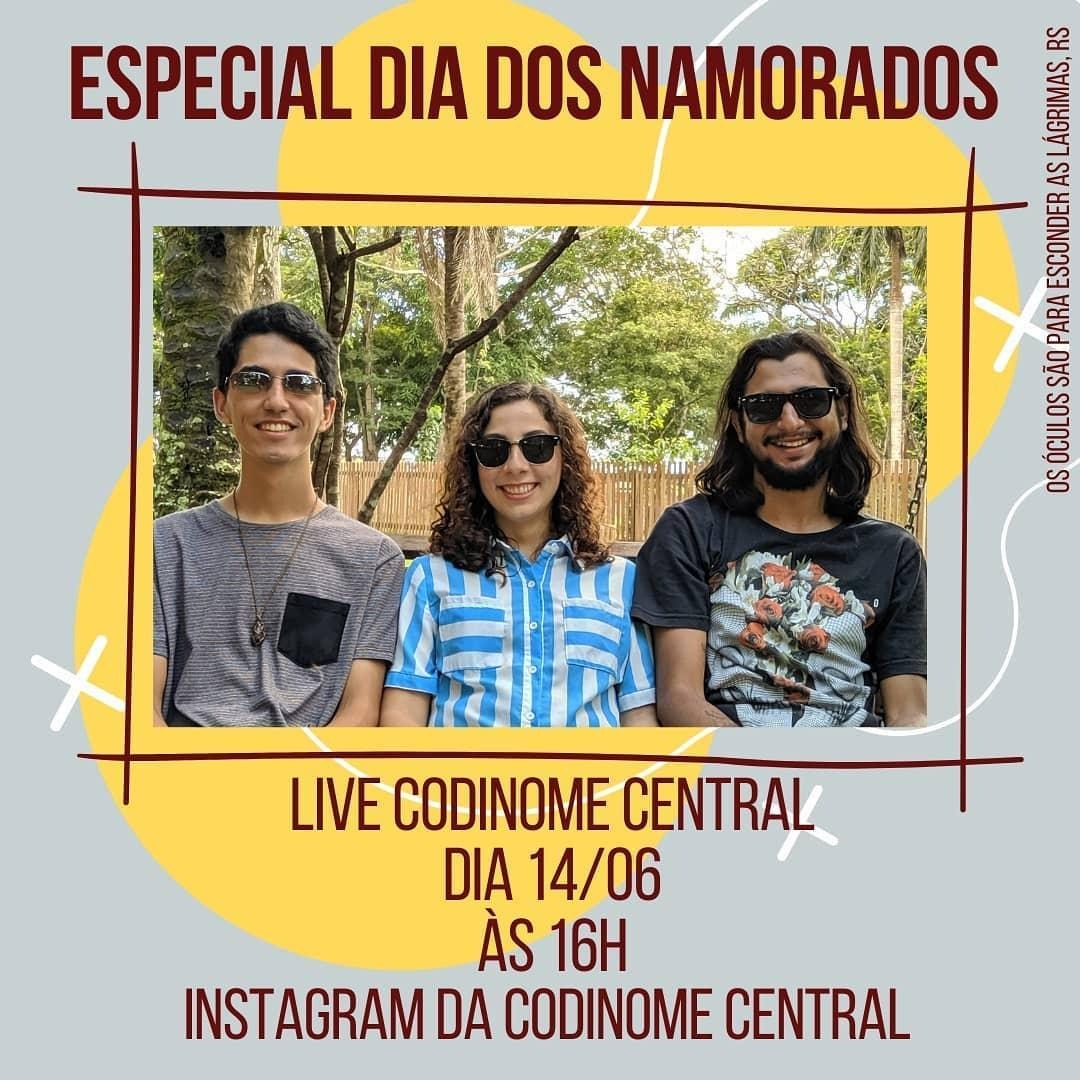 ESPECIAL DIA DOS NAMORADOS
OS ÓCULOS SÃO PARA ESCONDER AS LÁGRIMAS, RS
LIVE CODINOME CENTRAL
DIA 14/06
ÀS 16H
INSTAGRAM DA CODINOME CENTRAL